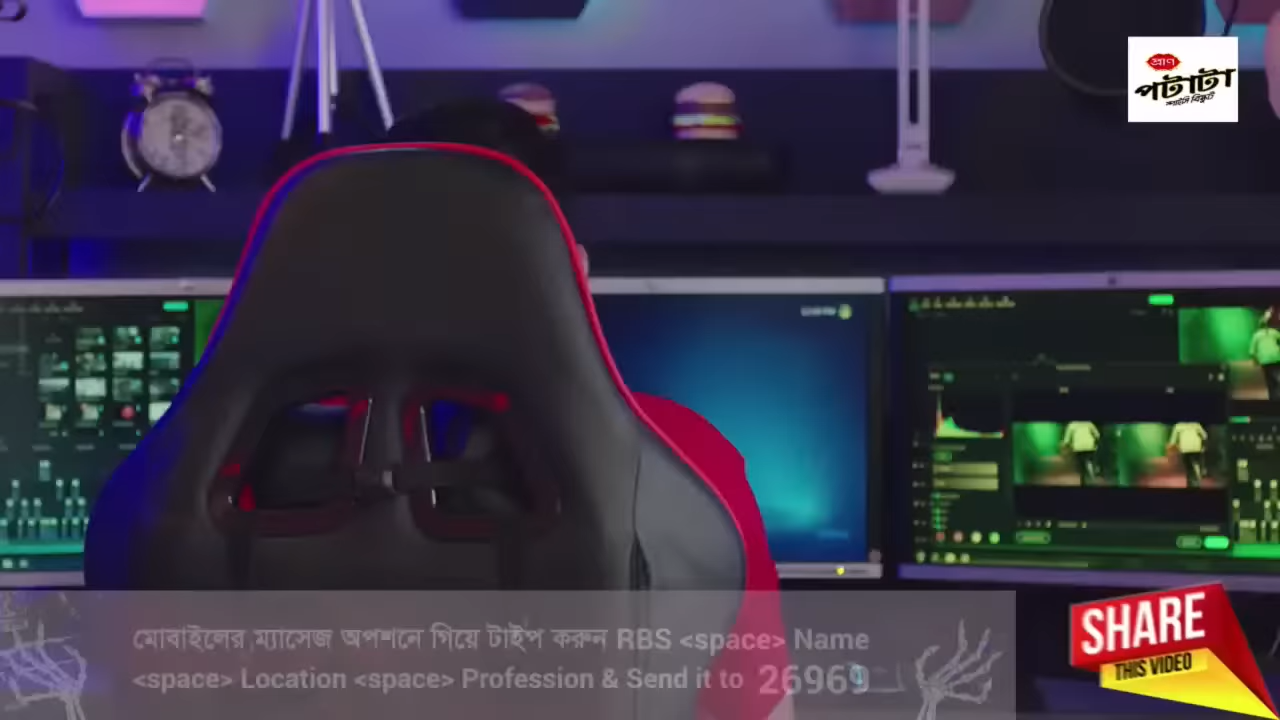 প্রাণ
পটাটা
স্পাইসি বিস্কুট
মোবাইলের ম্যাসেজ অপশনে গিয়ে টাইপ করুন RBS <space> Name
<space> Location <space> Profession & Send it to 26969
SHARE
THIS VIDEO